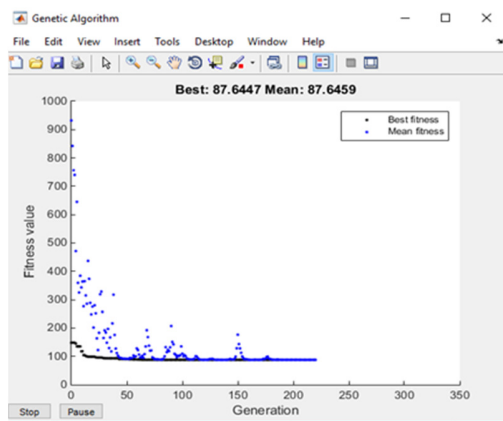 Genetic Algorithm
File Edit View Insert Tools Desktop Window Help
Best: 87.6447 Mean: 87.6459
Best fitness
Mean fitness
1000
900
800
700
600
500
400
300
200
100
0
Fitness value
0 50 100 150 200 250 300 350
Generation
Stop Pause